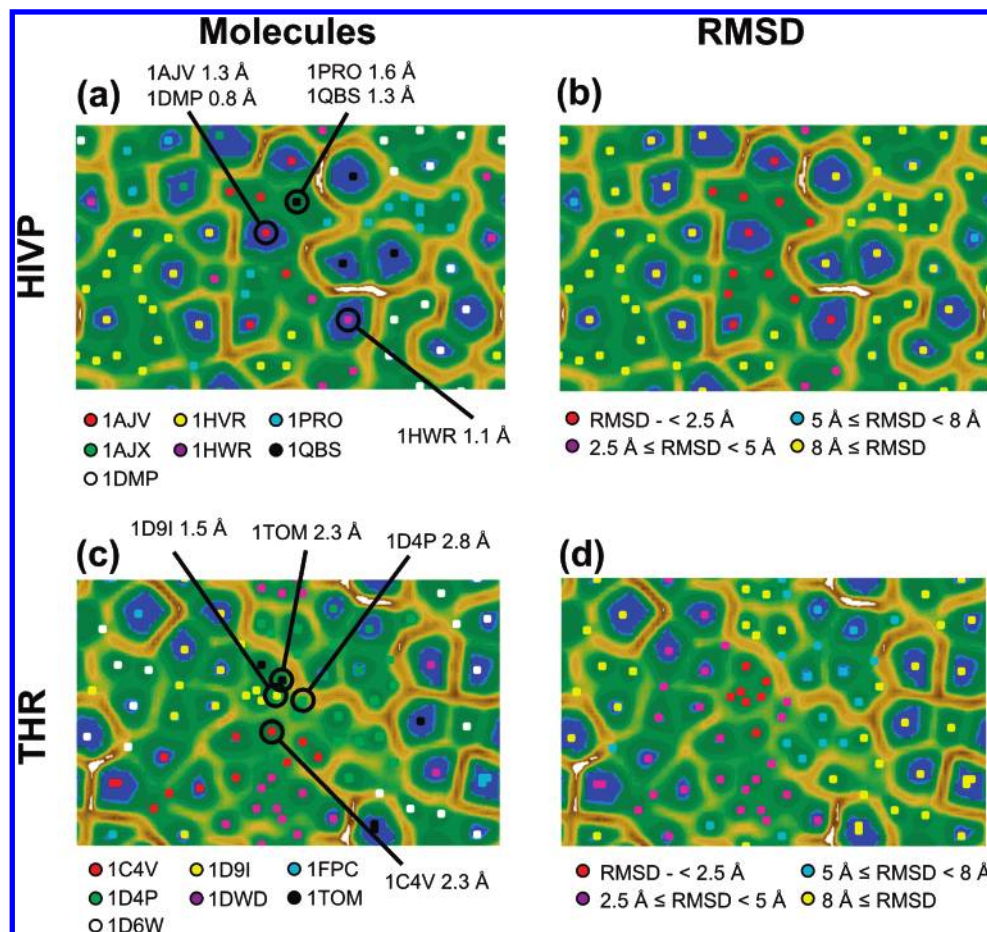 Molecules
RMSD
HIVP
(a)
1AJV 1.3 Å
1DMP 0.8 Å
1PRO 1.6 Å
1QBS 1.3 Å
1HWR 1.1 Å
1AJV
1HVR
1PRO
1AJX
1HWR
1QBS
1DMP
(b)
RMSD - < 2.5 Å
5 Å ≤ RMSD < 8 Å
2.5 Å ≤ RMSD < 5 Å
8 Å ≤ RMSD
THR
(c)
1D9I 1.5 Å
1TOM 2.3 Å
1D4P 2.8 Å
1C4V 2.3 Å
1C4V
1D9I
1FPC
1D4P
1DWD
1TOM
1D6W
(d)
RMSD - < 2.5 Å
5 Å ≤ RMSD < 8 Å
2.5 Å ≤ RMSD < 5 Å
8 Å ≤ RMSD